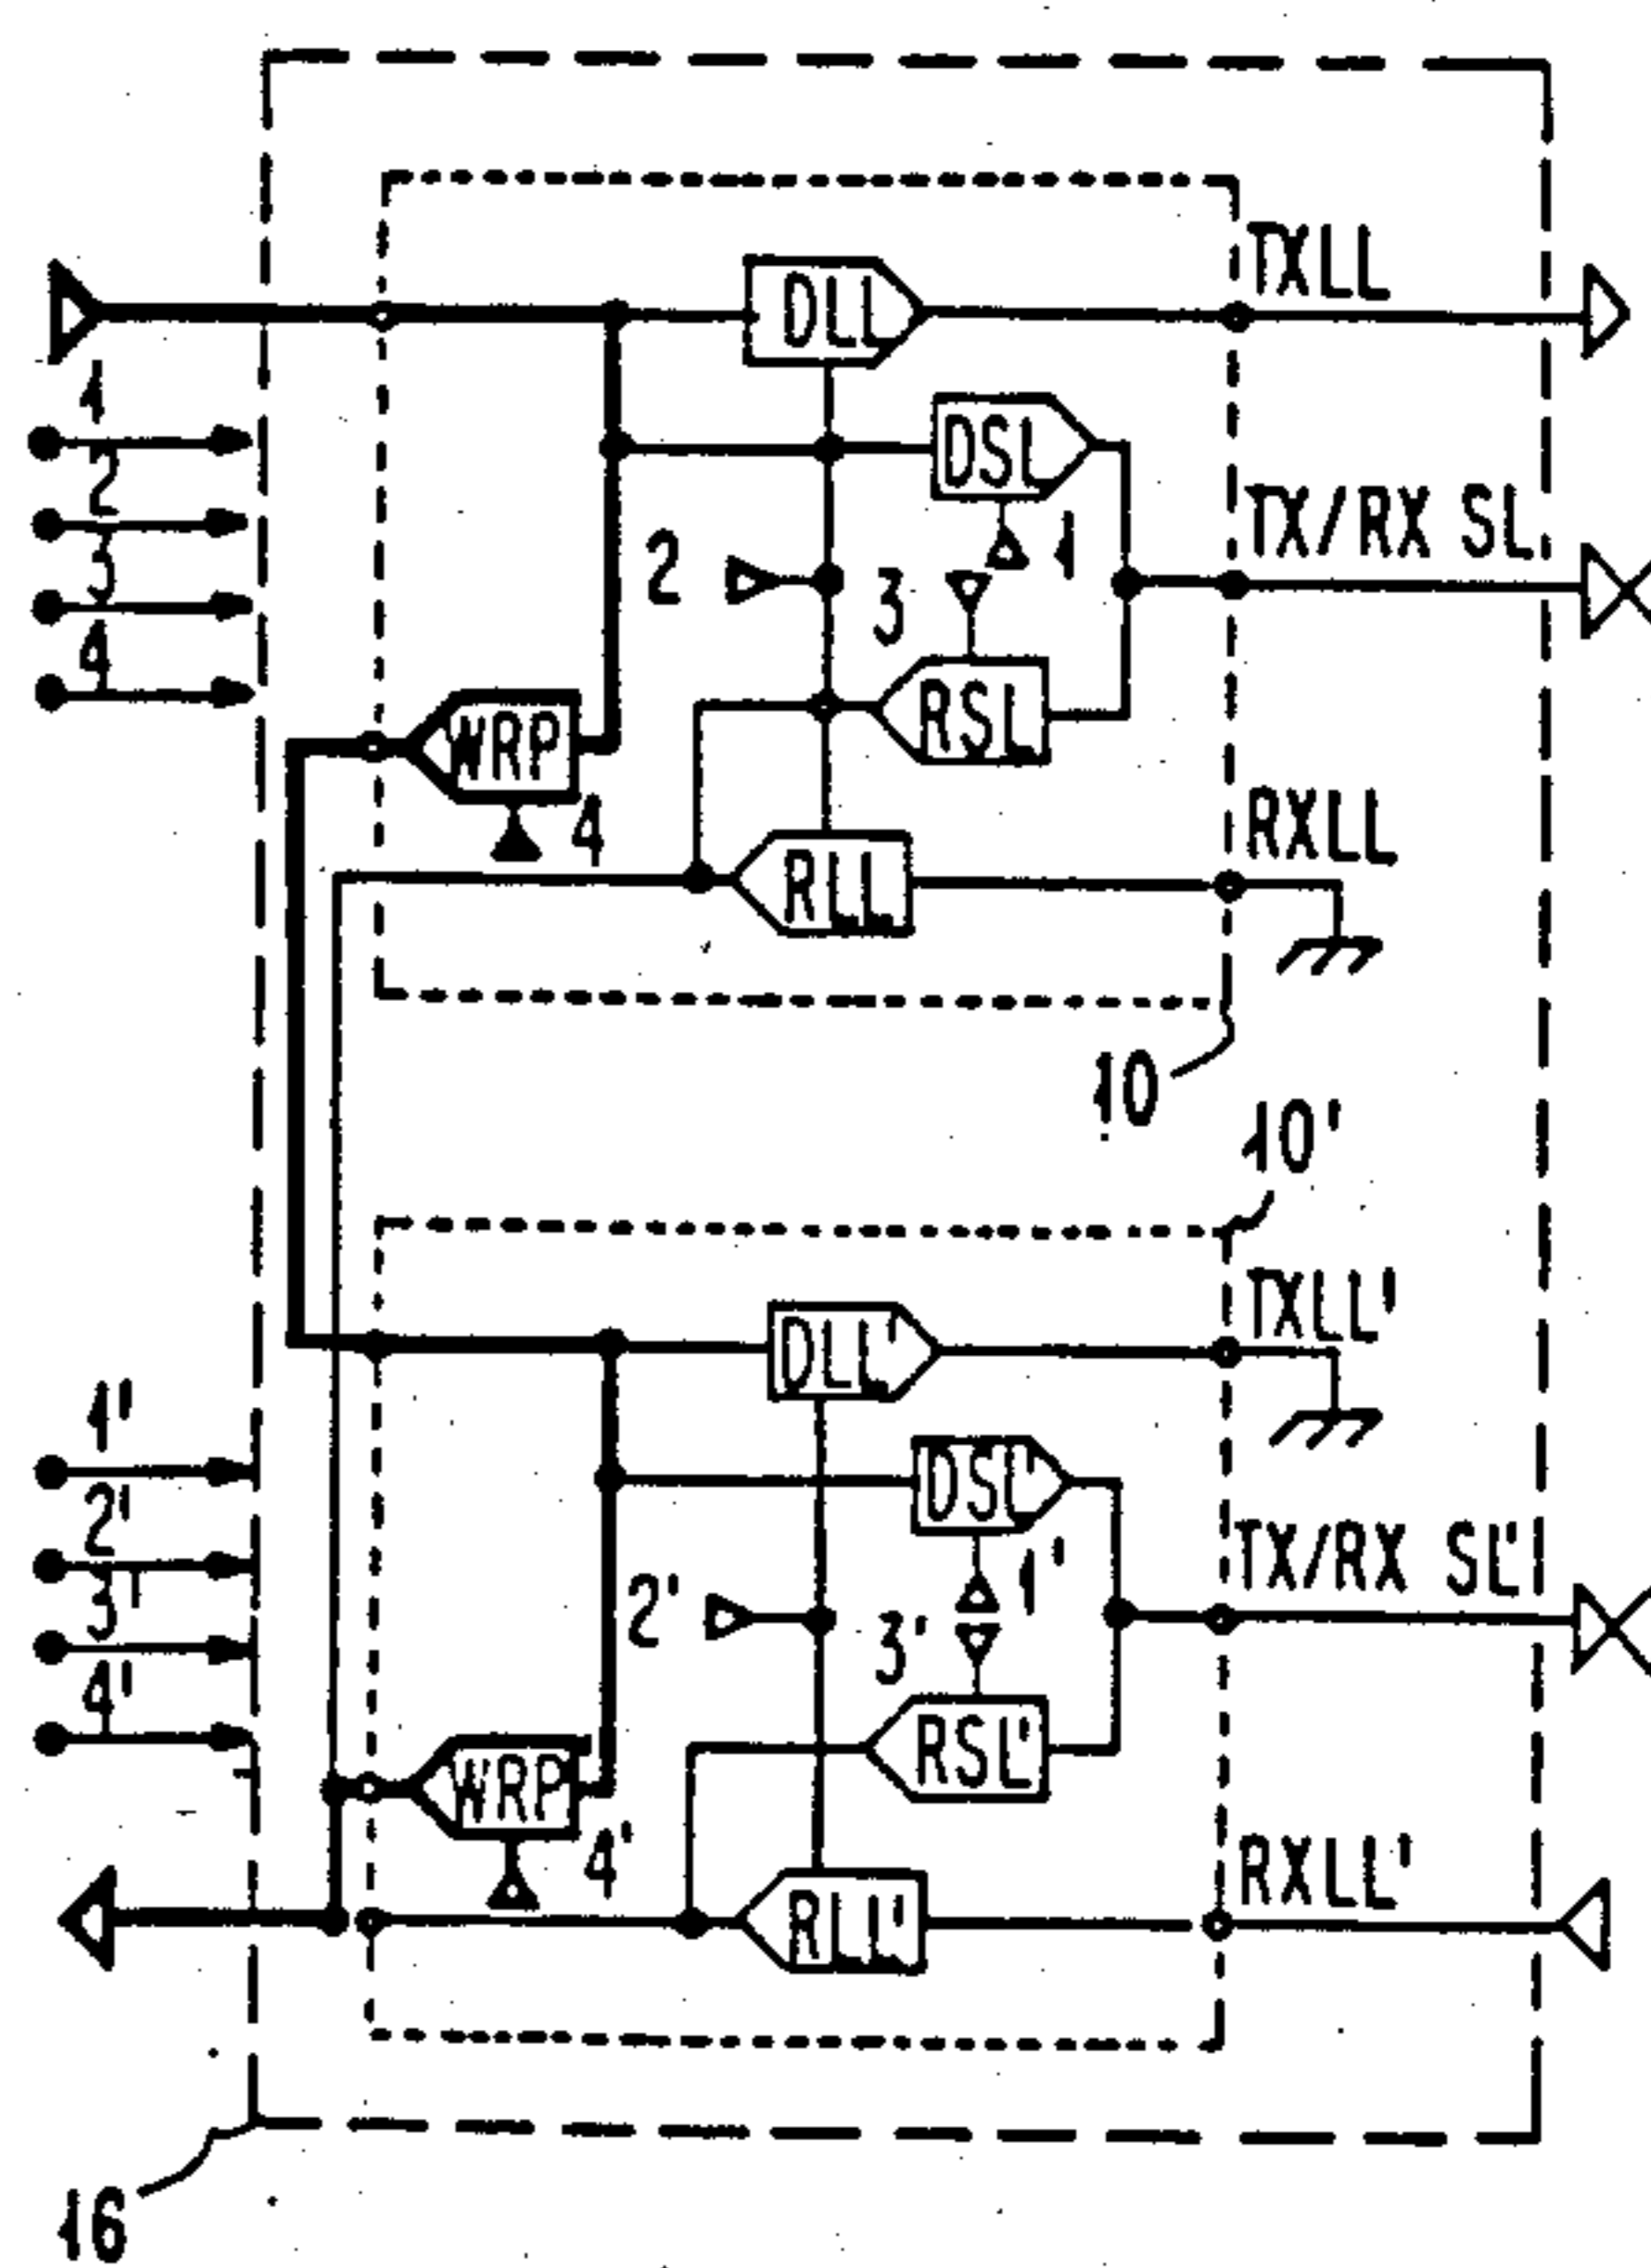 TXLL
DLL
1
DSL
2
TX/RX SL
1
2
3
3
4
RSL
WRP
4
RXLL
RLL
10
10'
TXLL'
DLL'
1'
DSL'
2'
TX/RX SL'
1'
2'
3'
3'
4'
RSL'
WRP
4'
RXLL'
RLL'
16